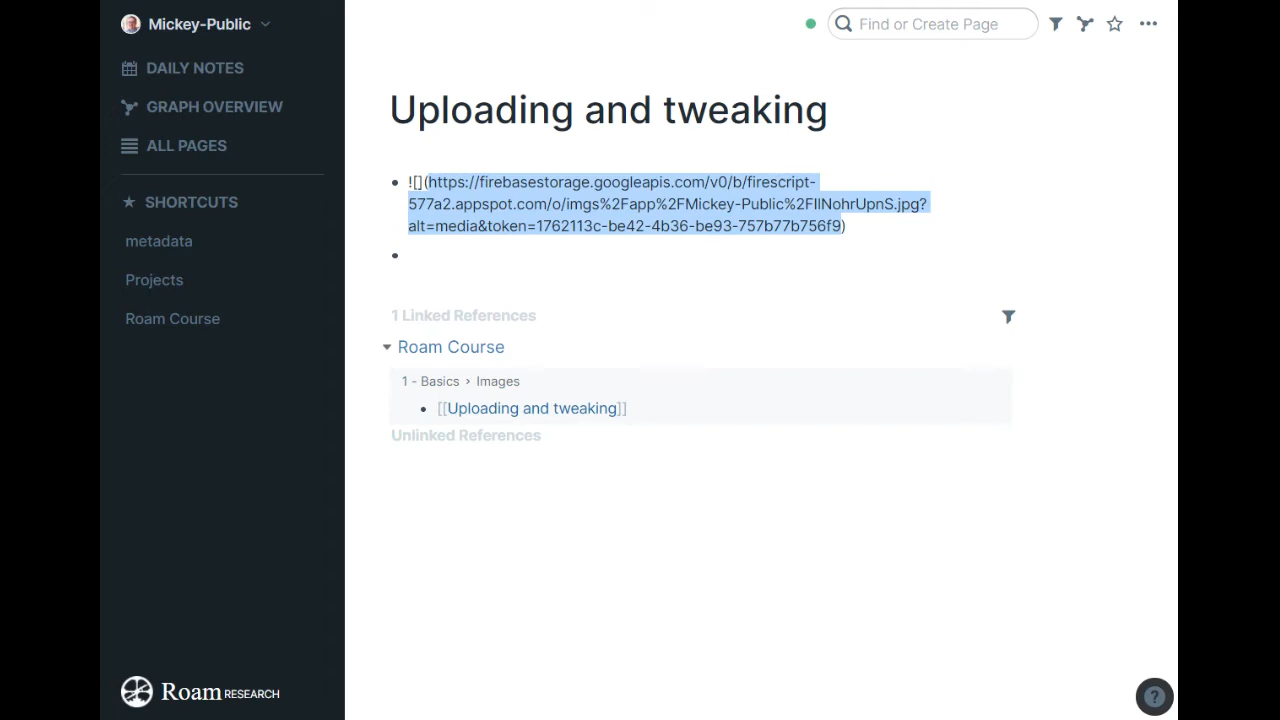 Mickey-Public
Find or Create Page
DAILY NOTES
GRAPH OVERVIEW
ALL PAGES
SHORTCUTS
metadata
Projects
Roam Course
Uploading and tweaking
![](https://firebasestorage.googleapis.com/v0/b/firescript-
577a2.appspot.com/o/imgs%2Fapp%2FMickey-Public%2FIlNohrUpnS.jpg?
alt=media&token=1762113c-be42-4b36-be93-757b77b756f9)
1 Linked References
Roam Course
1 - Basics › Images
[[Uploading and tweaking]]
Unlinked References
Roam RESEARCH
?